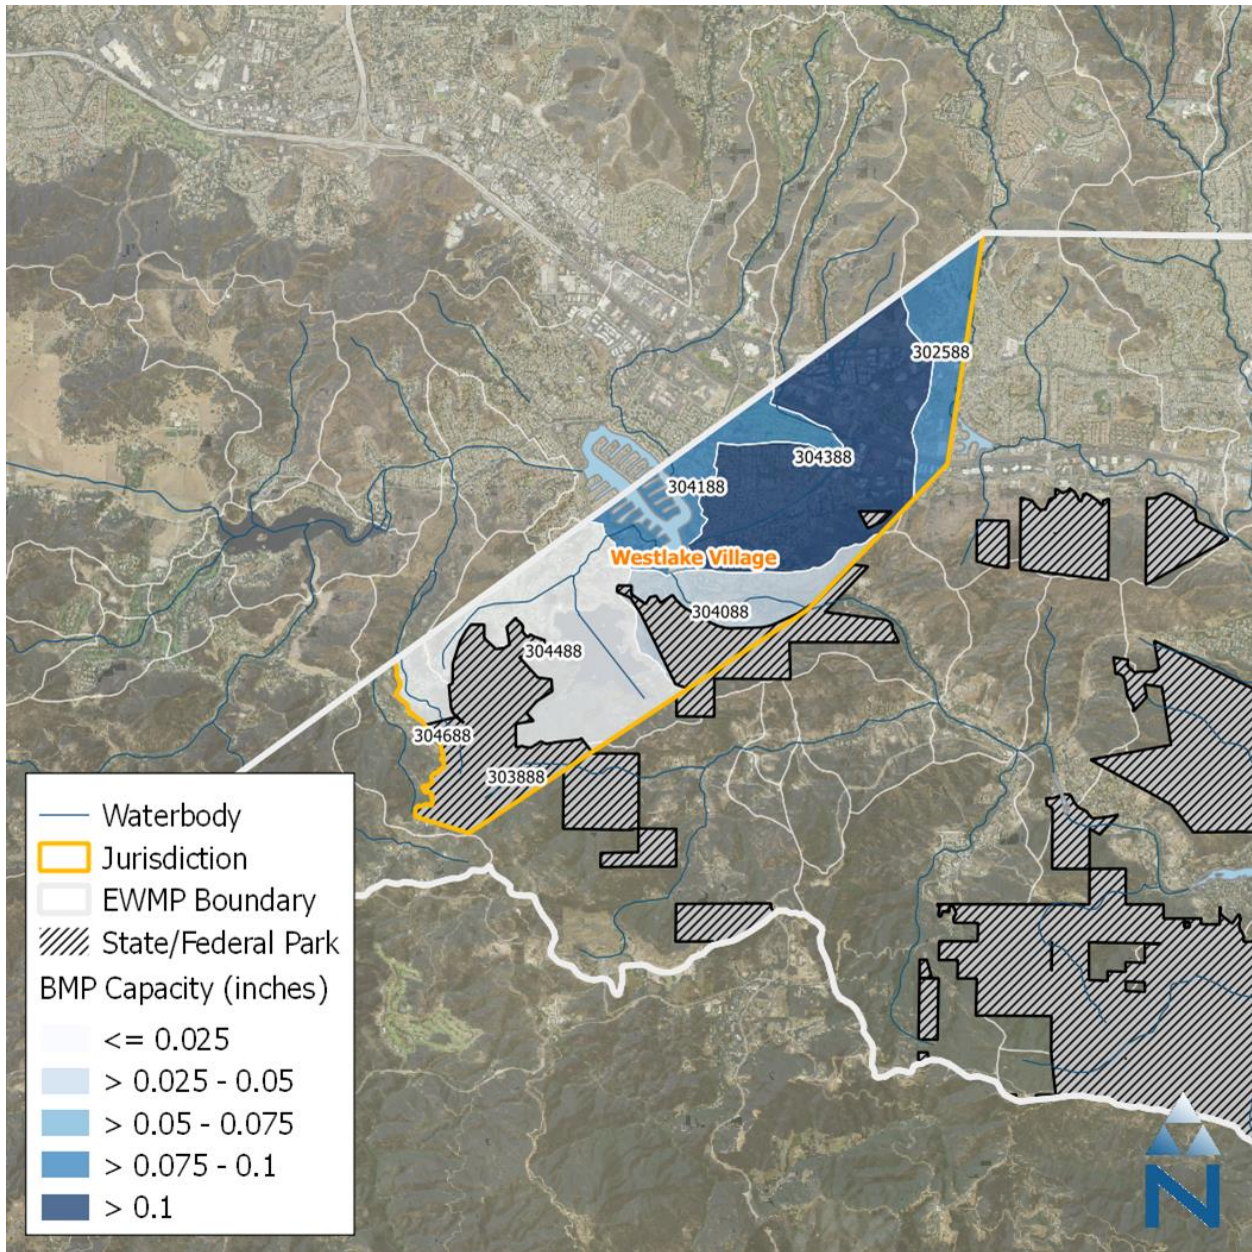 302588
304388
304188
Westlake Village
304088
304488
304688
303888
Waterbody
Jurisdiction
EWMP Boundary
State/Federal Park
BMP Capacity (inches)
<= 0.025
> 0.025 - 0.05
> 0.05 - 0.075
> 0.075 - 0.1
> 0.1
N